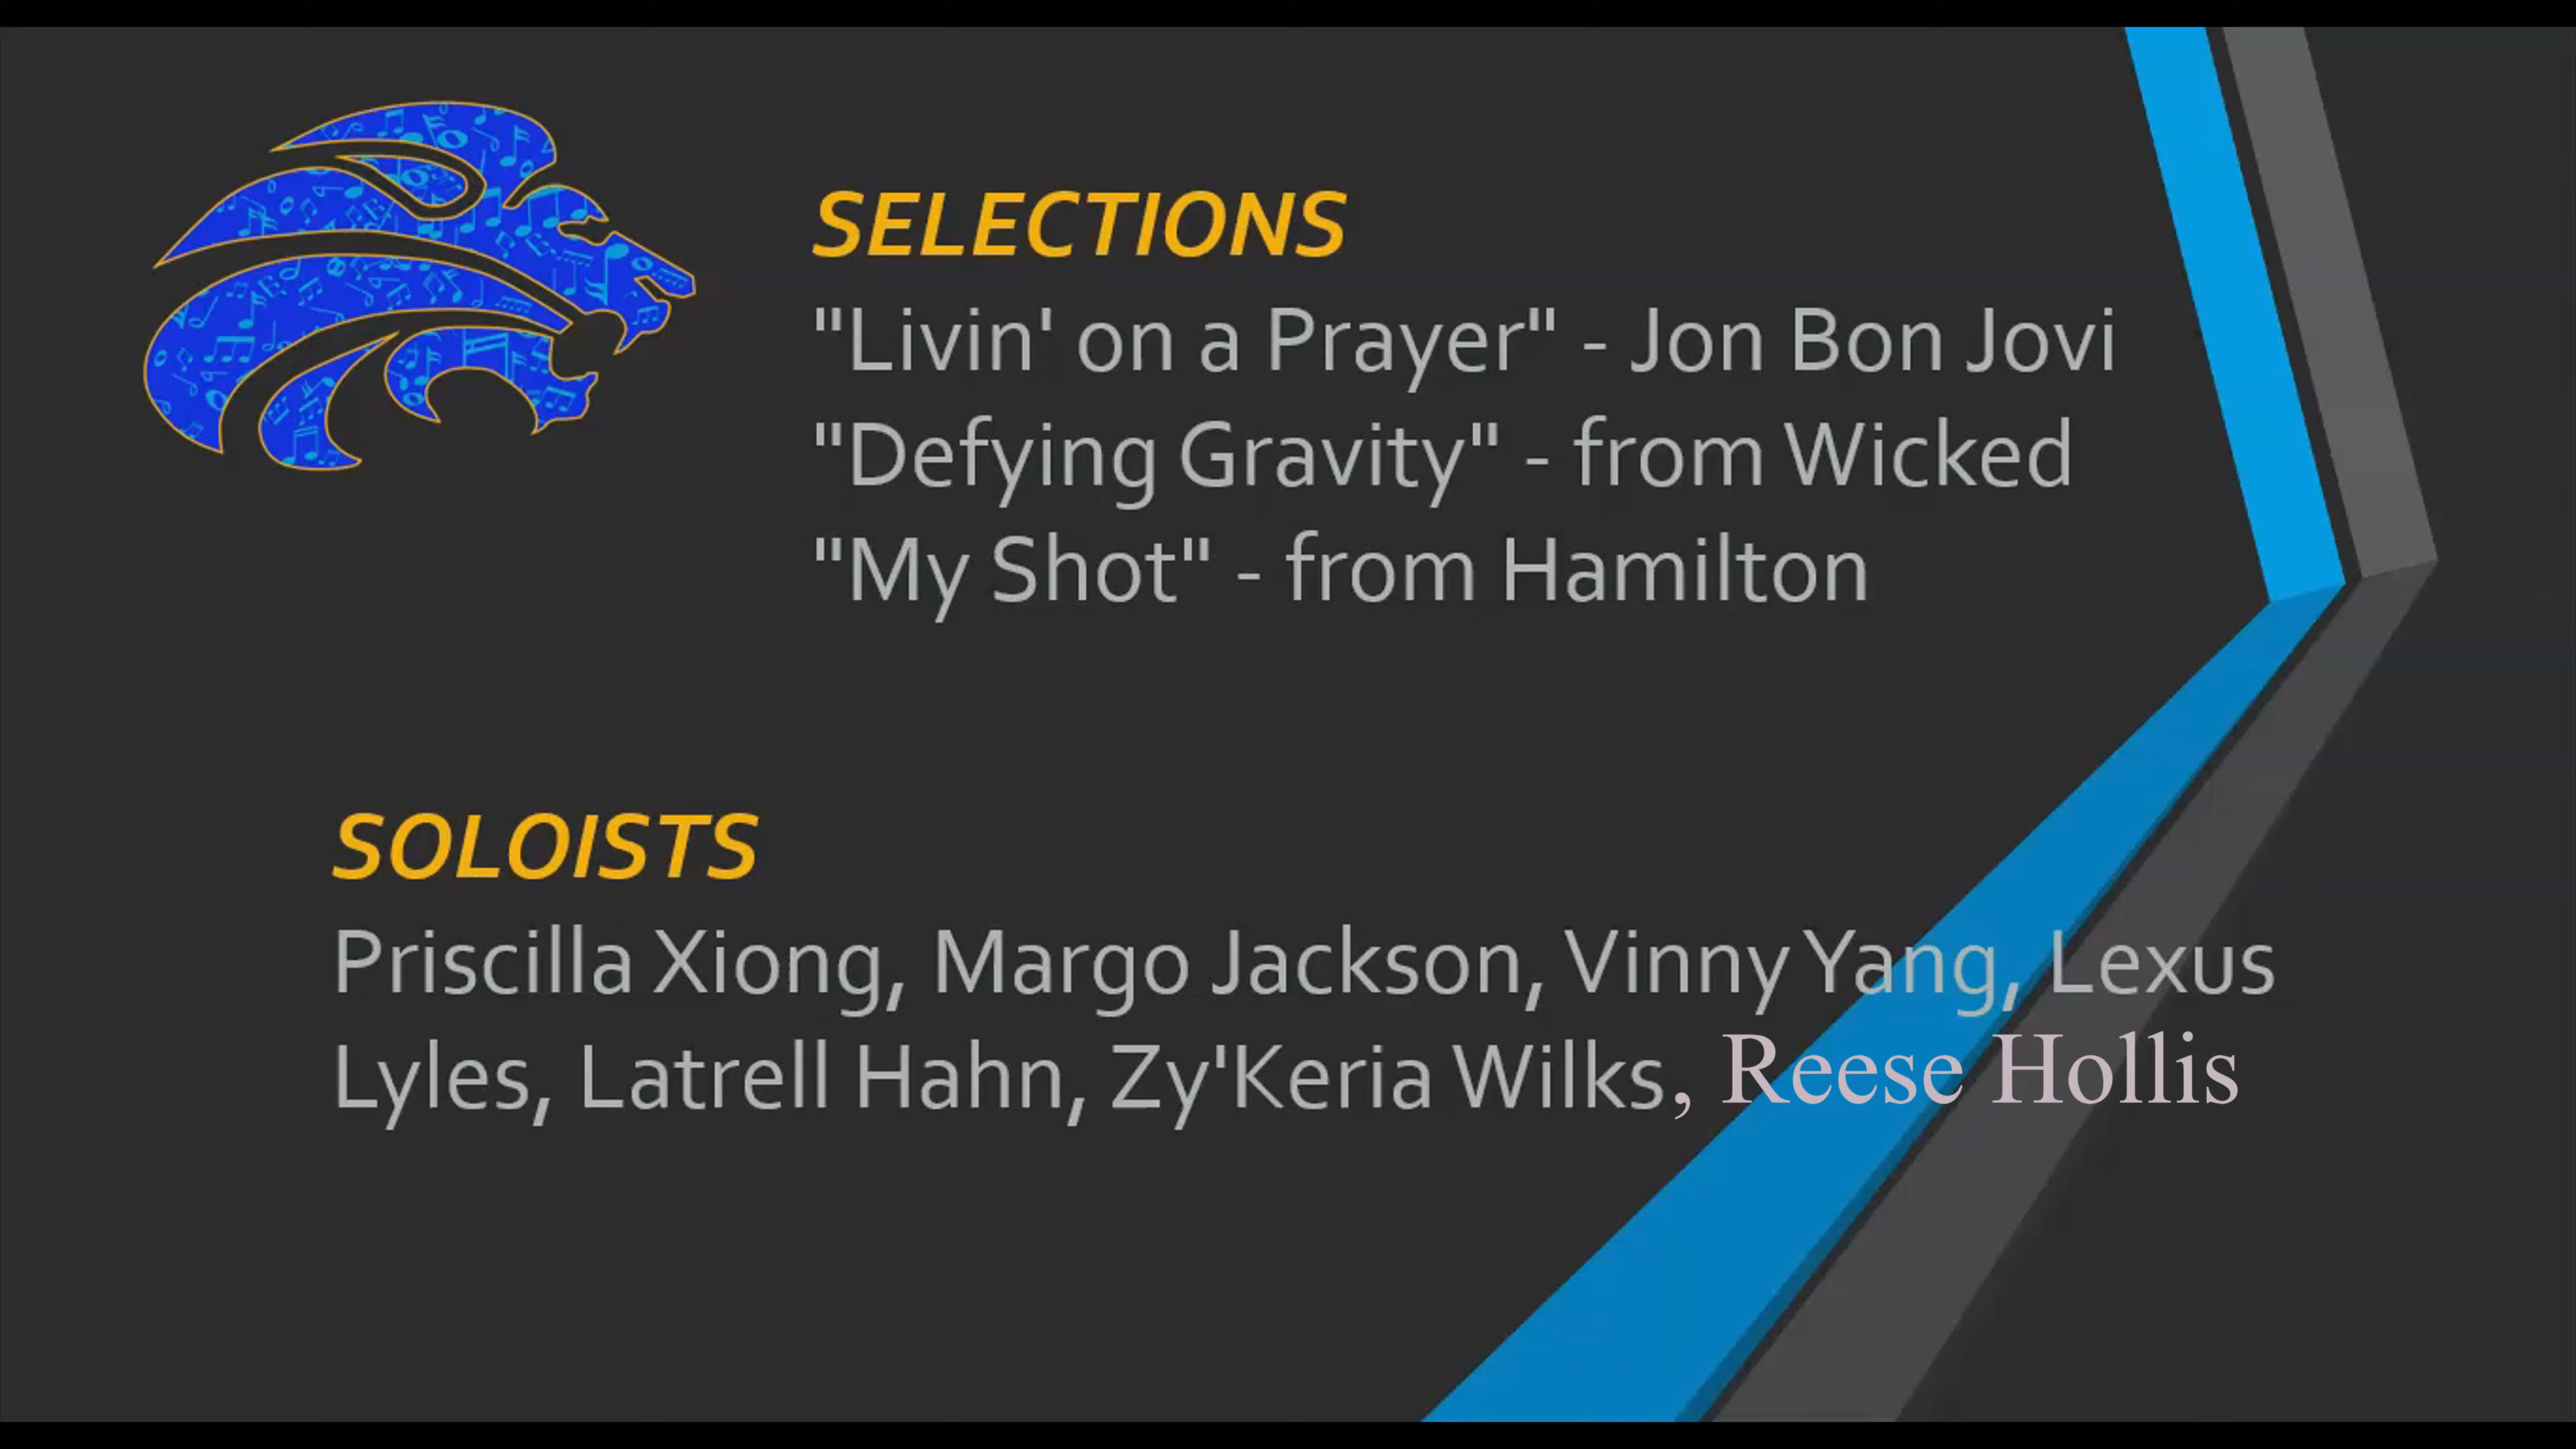 SELECTIONS
"Livin' on a Prayer" - Jon Bon Jovi
"Defying Gravity" - from Wicked
"My Shot" - from Hamilton
SOLOISTS
Priscilla Xiong, Margo Jackson, Vinny Yang, Lexus
Lyles, Latrell Hahn, Zy'Keria Wilks, Reese Hollis